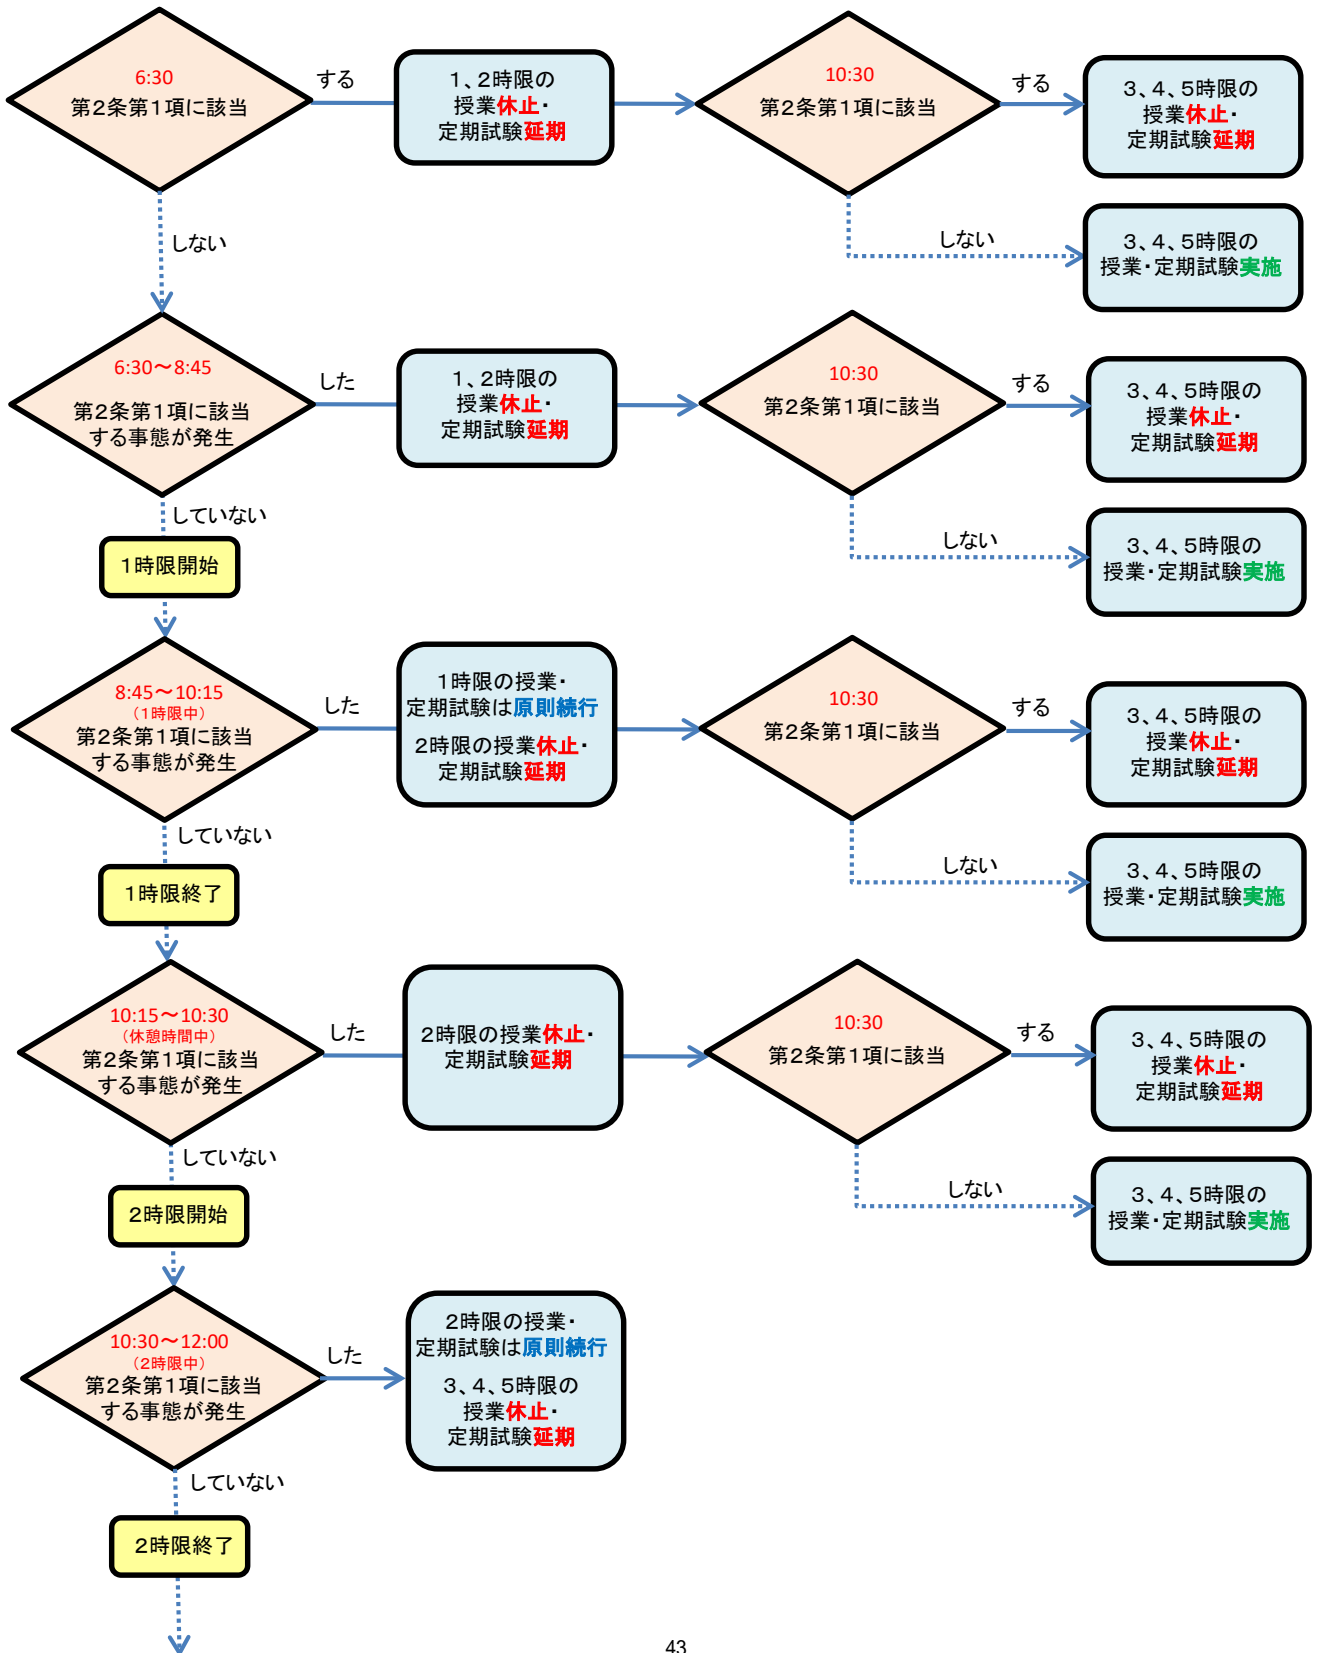 6:30
第2条第1項に該当
する
1、2時限の
授業休止・
定期試験延期
10:30
第2条第1項に該当
する
3、4、5時限の
授業休止・
定期試験延期
しない
しない
3、4、5時限の
授業・定期試験実施
6:30～8:45
第2条第1項に該当
する事態が発生
した
1、2時限の
授業休止・
定期試験延期
10:30
第2条第1項に該当
する
3、4、5時限の
授業休止・
定期試験延期
していない
しない
3、4、5時限の
授業・定期試験実施
1時限開始
8:45～10:15
（1時限中）
第2条第1項に該当
する事態が発生
した
1時限の授業・
定期試験は原則続行
2時限の授業休止・
定期試験延期
10:30
第2条第1項に該当
する
3、4、5時限の
授業休止・
定期試験延期
していない
しない
3、4、5時限の
授業・定期試験実施
1時限終了
10:15～10:30
（休憩時間中）
第2条第1項に該当
する事態が発生
した
2時限の授業休止・
定期試験延期
10:30
第2条第1項に該当
する
3、4、5時限の
授業休止・
定期試験延期
していない
しない
3、4、5時限の
授業・定期試験実施
2時限開始
10:30～12:00
（2時限中）
第2条第1項に該当
する事態が発生
した
2時限の授業・
定期試験は原則続行
3、4、5時限の
授業休止・
定期試験延期
していない
2時限終了
43